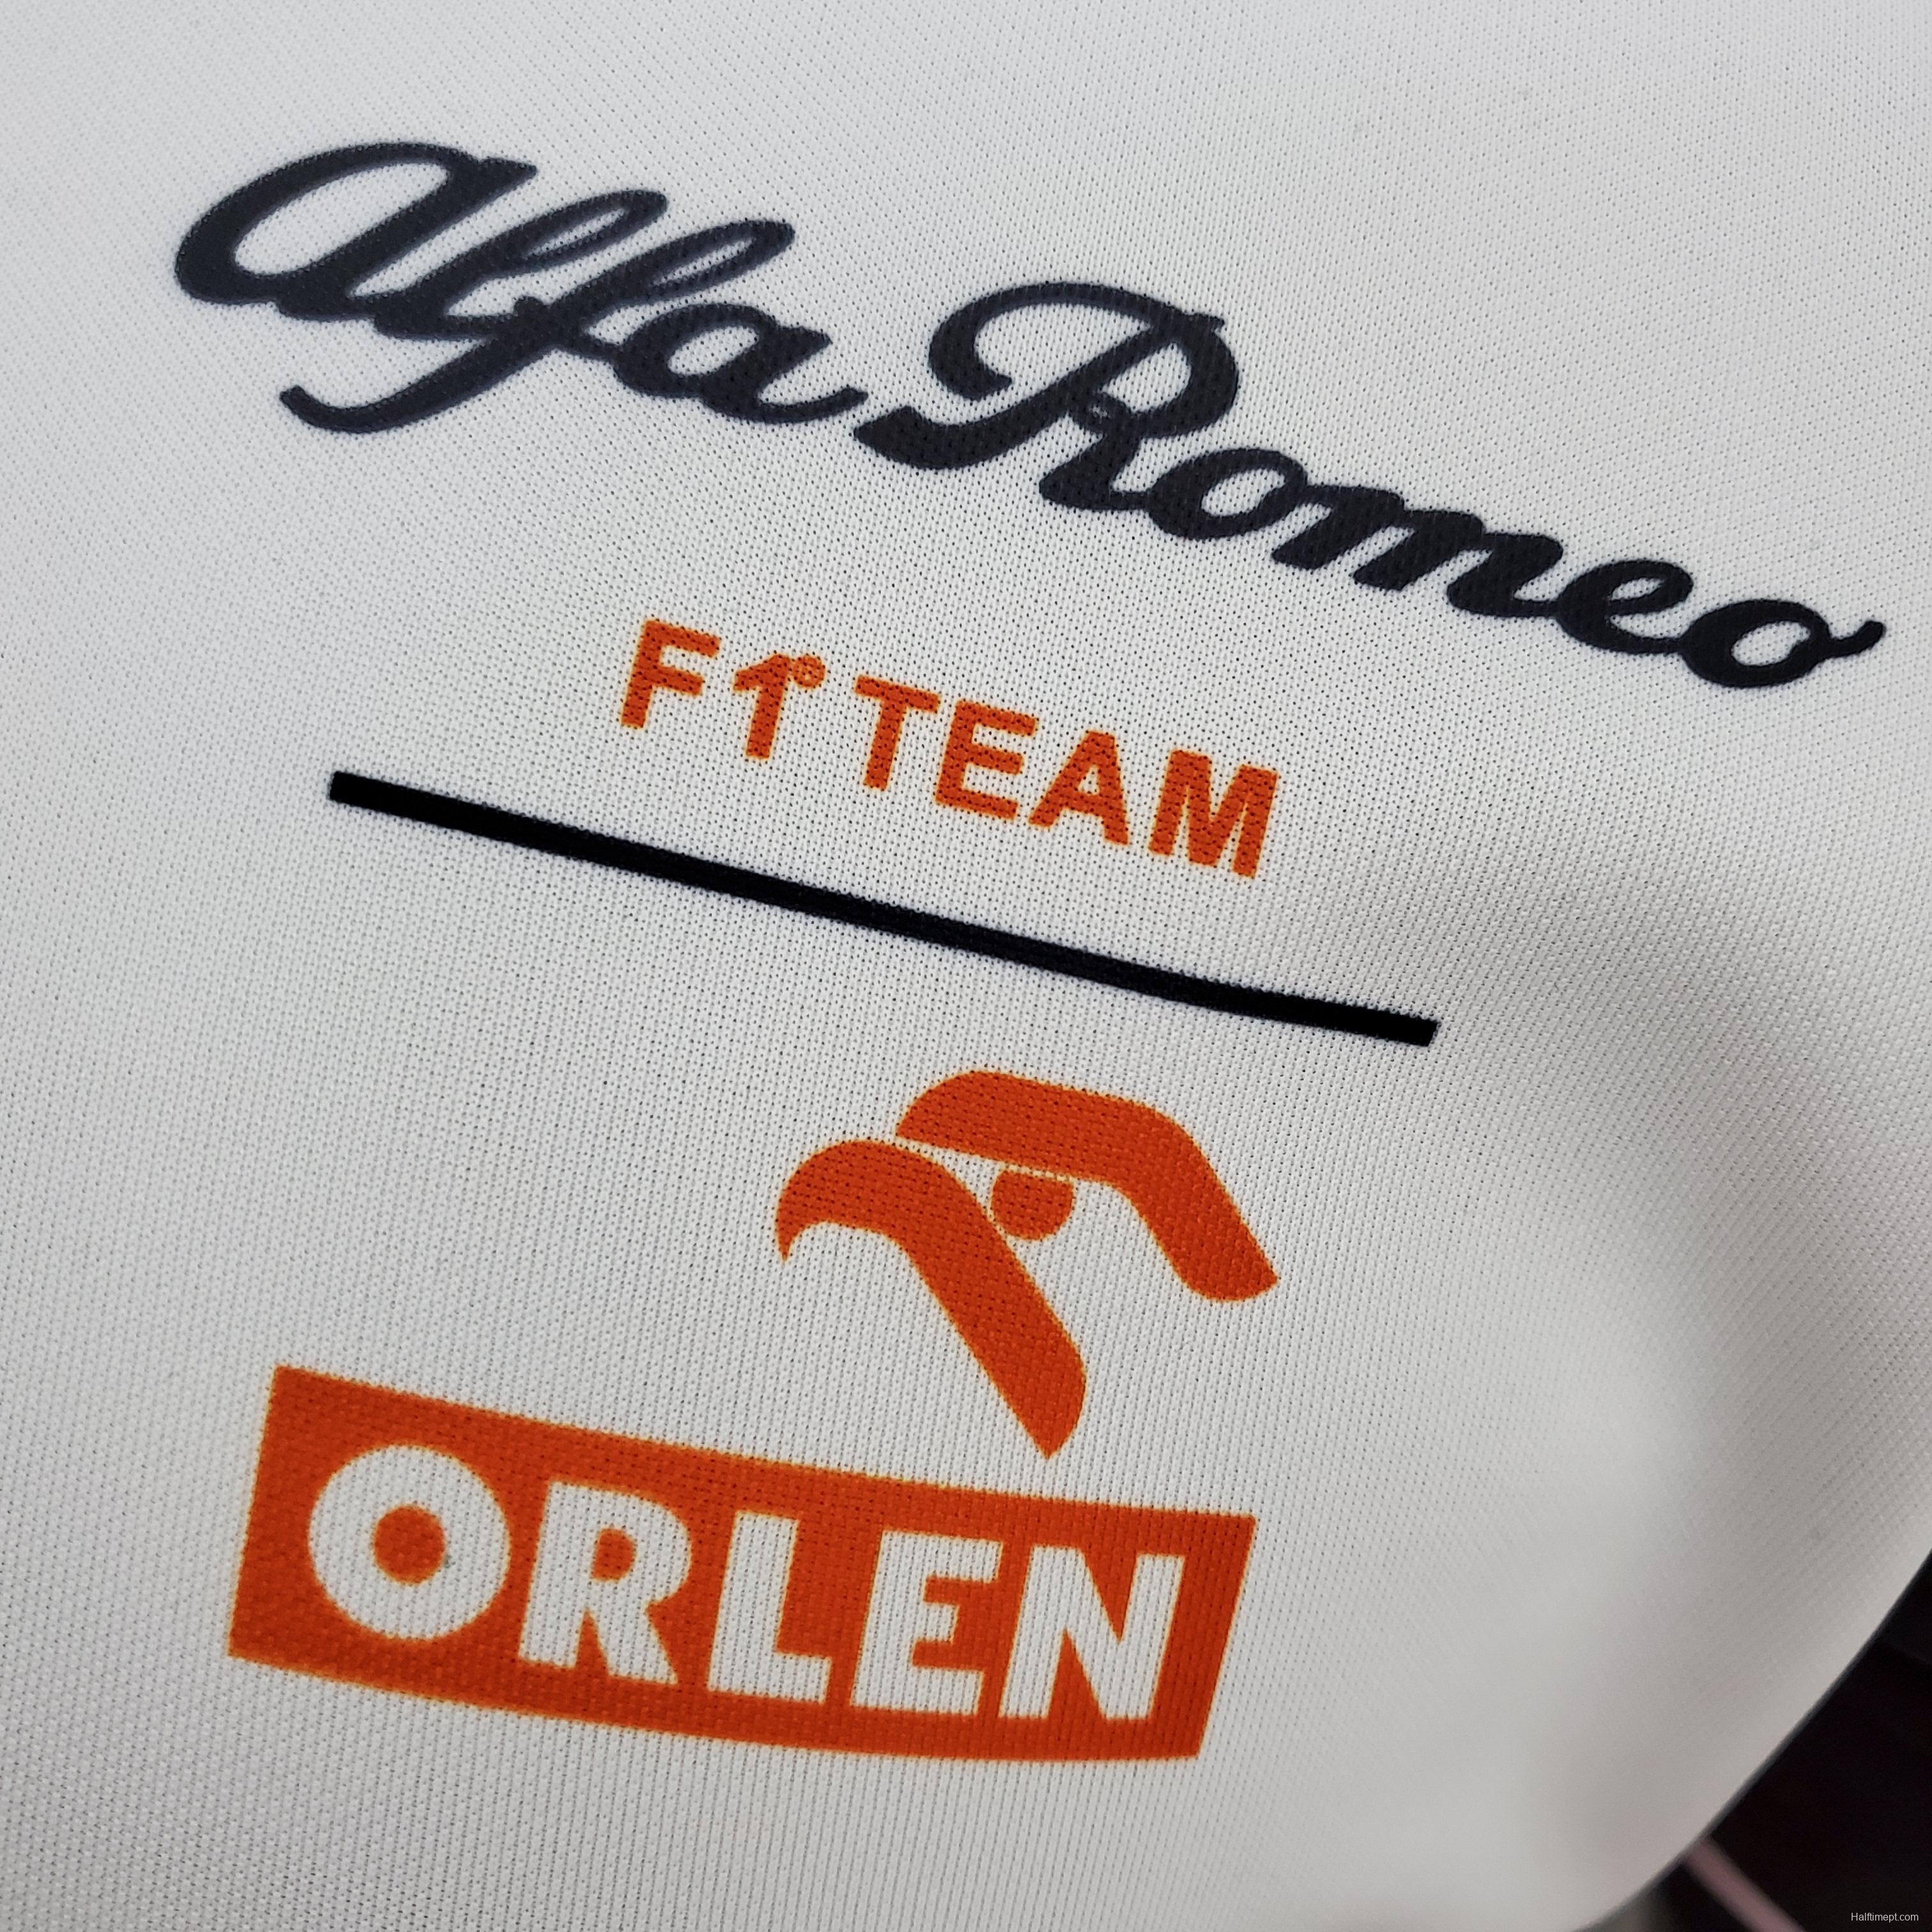 Alfa Romeo
F1 TEAM
ORLEN
Halftimept.com